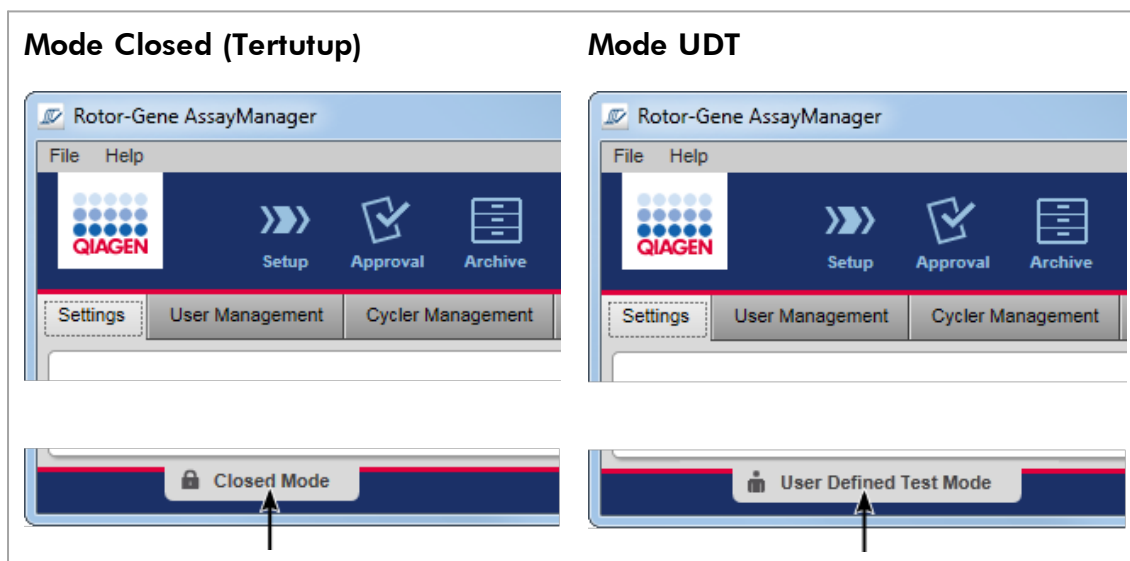 Mode Closed (Tertutup)
Rotor-Gene AssayManager
File Help
QIAGEN
Setup Approval Archive
Settings User Management Cycler Management
Closed Mode
Mode UDT
Rotor-Gene AssayManager
File Help
QIAGEN
Setup Approval Archive
Settings User Management Cycler Management
User Defined Test Mode